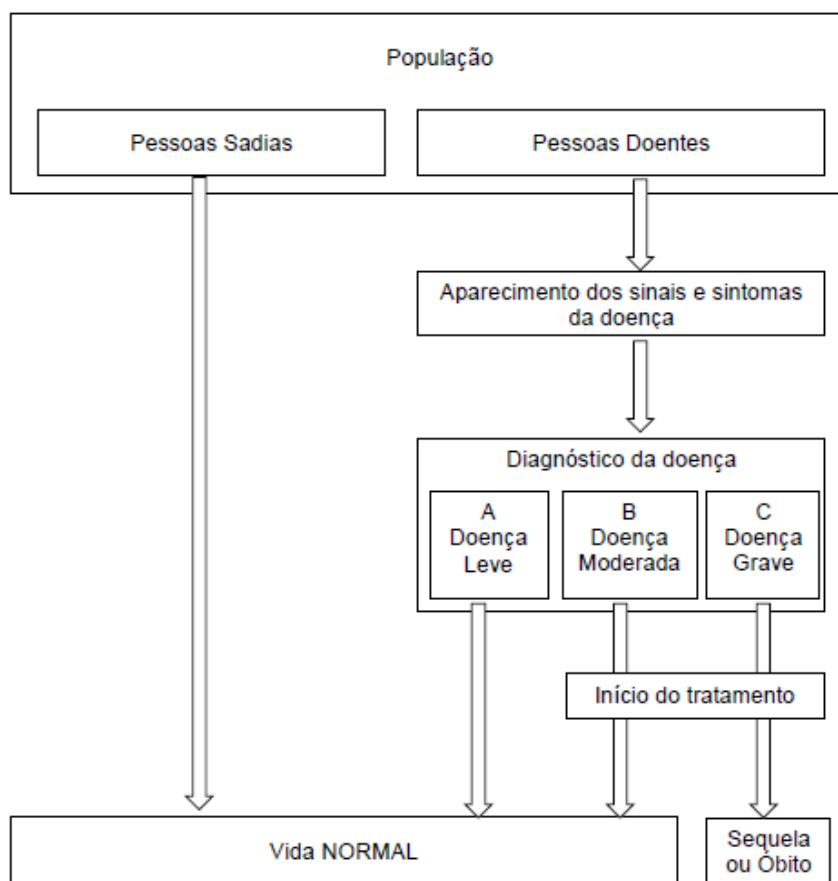 População
Pessoas Sadias
Pessoas Doentes
Aparecimento dos sinais e sintomas
da doença
Diagnóstico da doença
A
Doença
Leve
B
Doença
Moderada
C
Doença
Grave
Início do tratamento
Vida NORMAL
Sequela
ou Óbito